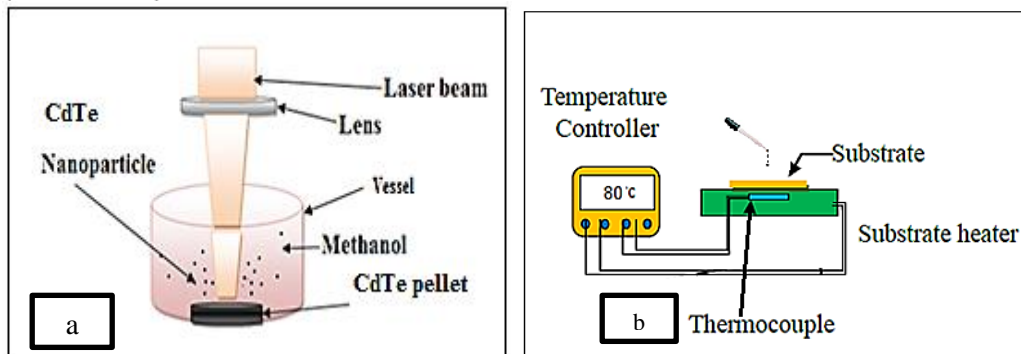 Laser beam
Lens
CdTe
Nanoparticle
Vessel
Methanol
CdTe pellet
a
Temperature
Controller
80 °C
Substrate
Substrate heater
Thermocouple
b